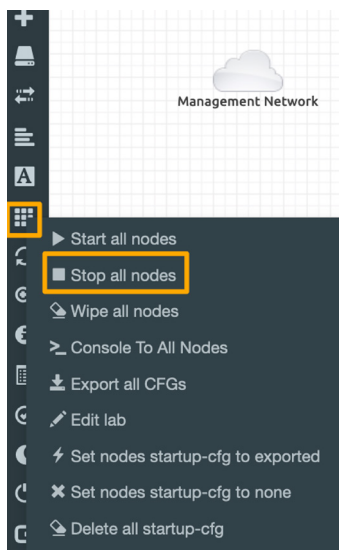 Management Network
A
Start all nodes
Stop all nodes
Wipe all nodes
Console To All Nodes
Export all CFGs
Edit lab
Set nodes startup-cfg to exported
Set nodes startup-cfg to none
Delete all startup-cfg